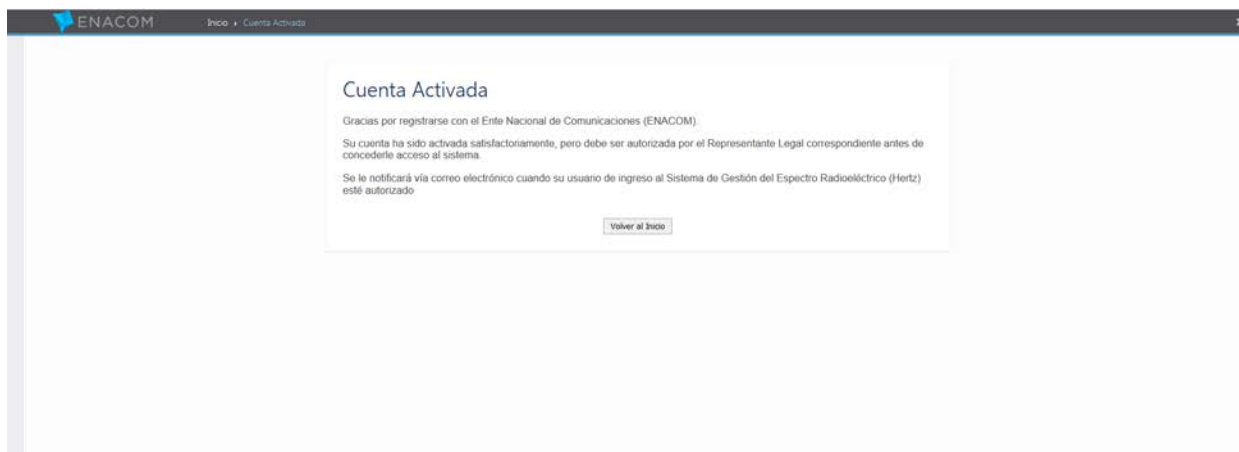 ENACOM Inicio › Cuenta Activada
Cuenta Activada
Gracias por registrarse con el Ente Nacional de Comunicaciones (ENACOM).
Su cuenta ha sido activada satisfactoriamente, pero debe ser autorizada por el Representante Legal correspondiente antes de
concederle acceso al sistema.
Se le notificará vía correo electrónico cuando su usuario de ingreso al Sistema de Gestión del Espectro Radioeléctrico (Hertz)
esté autorizado
Volver al Inicio